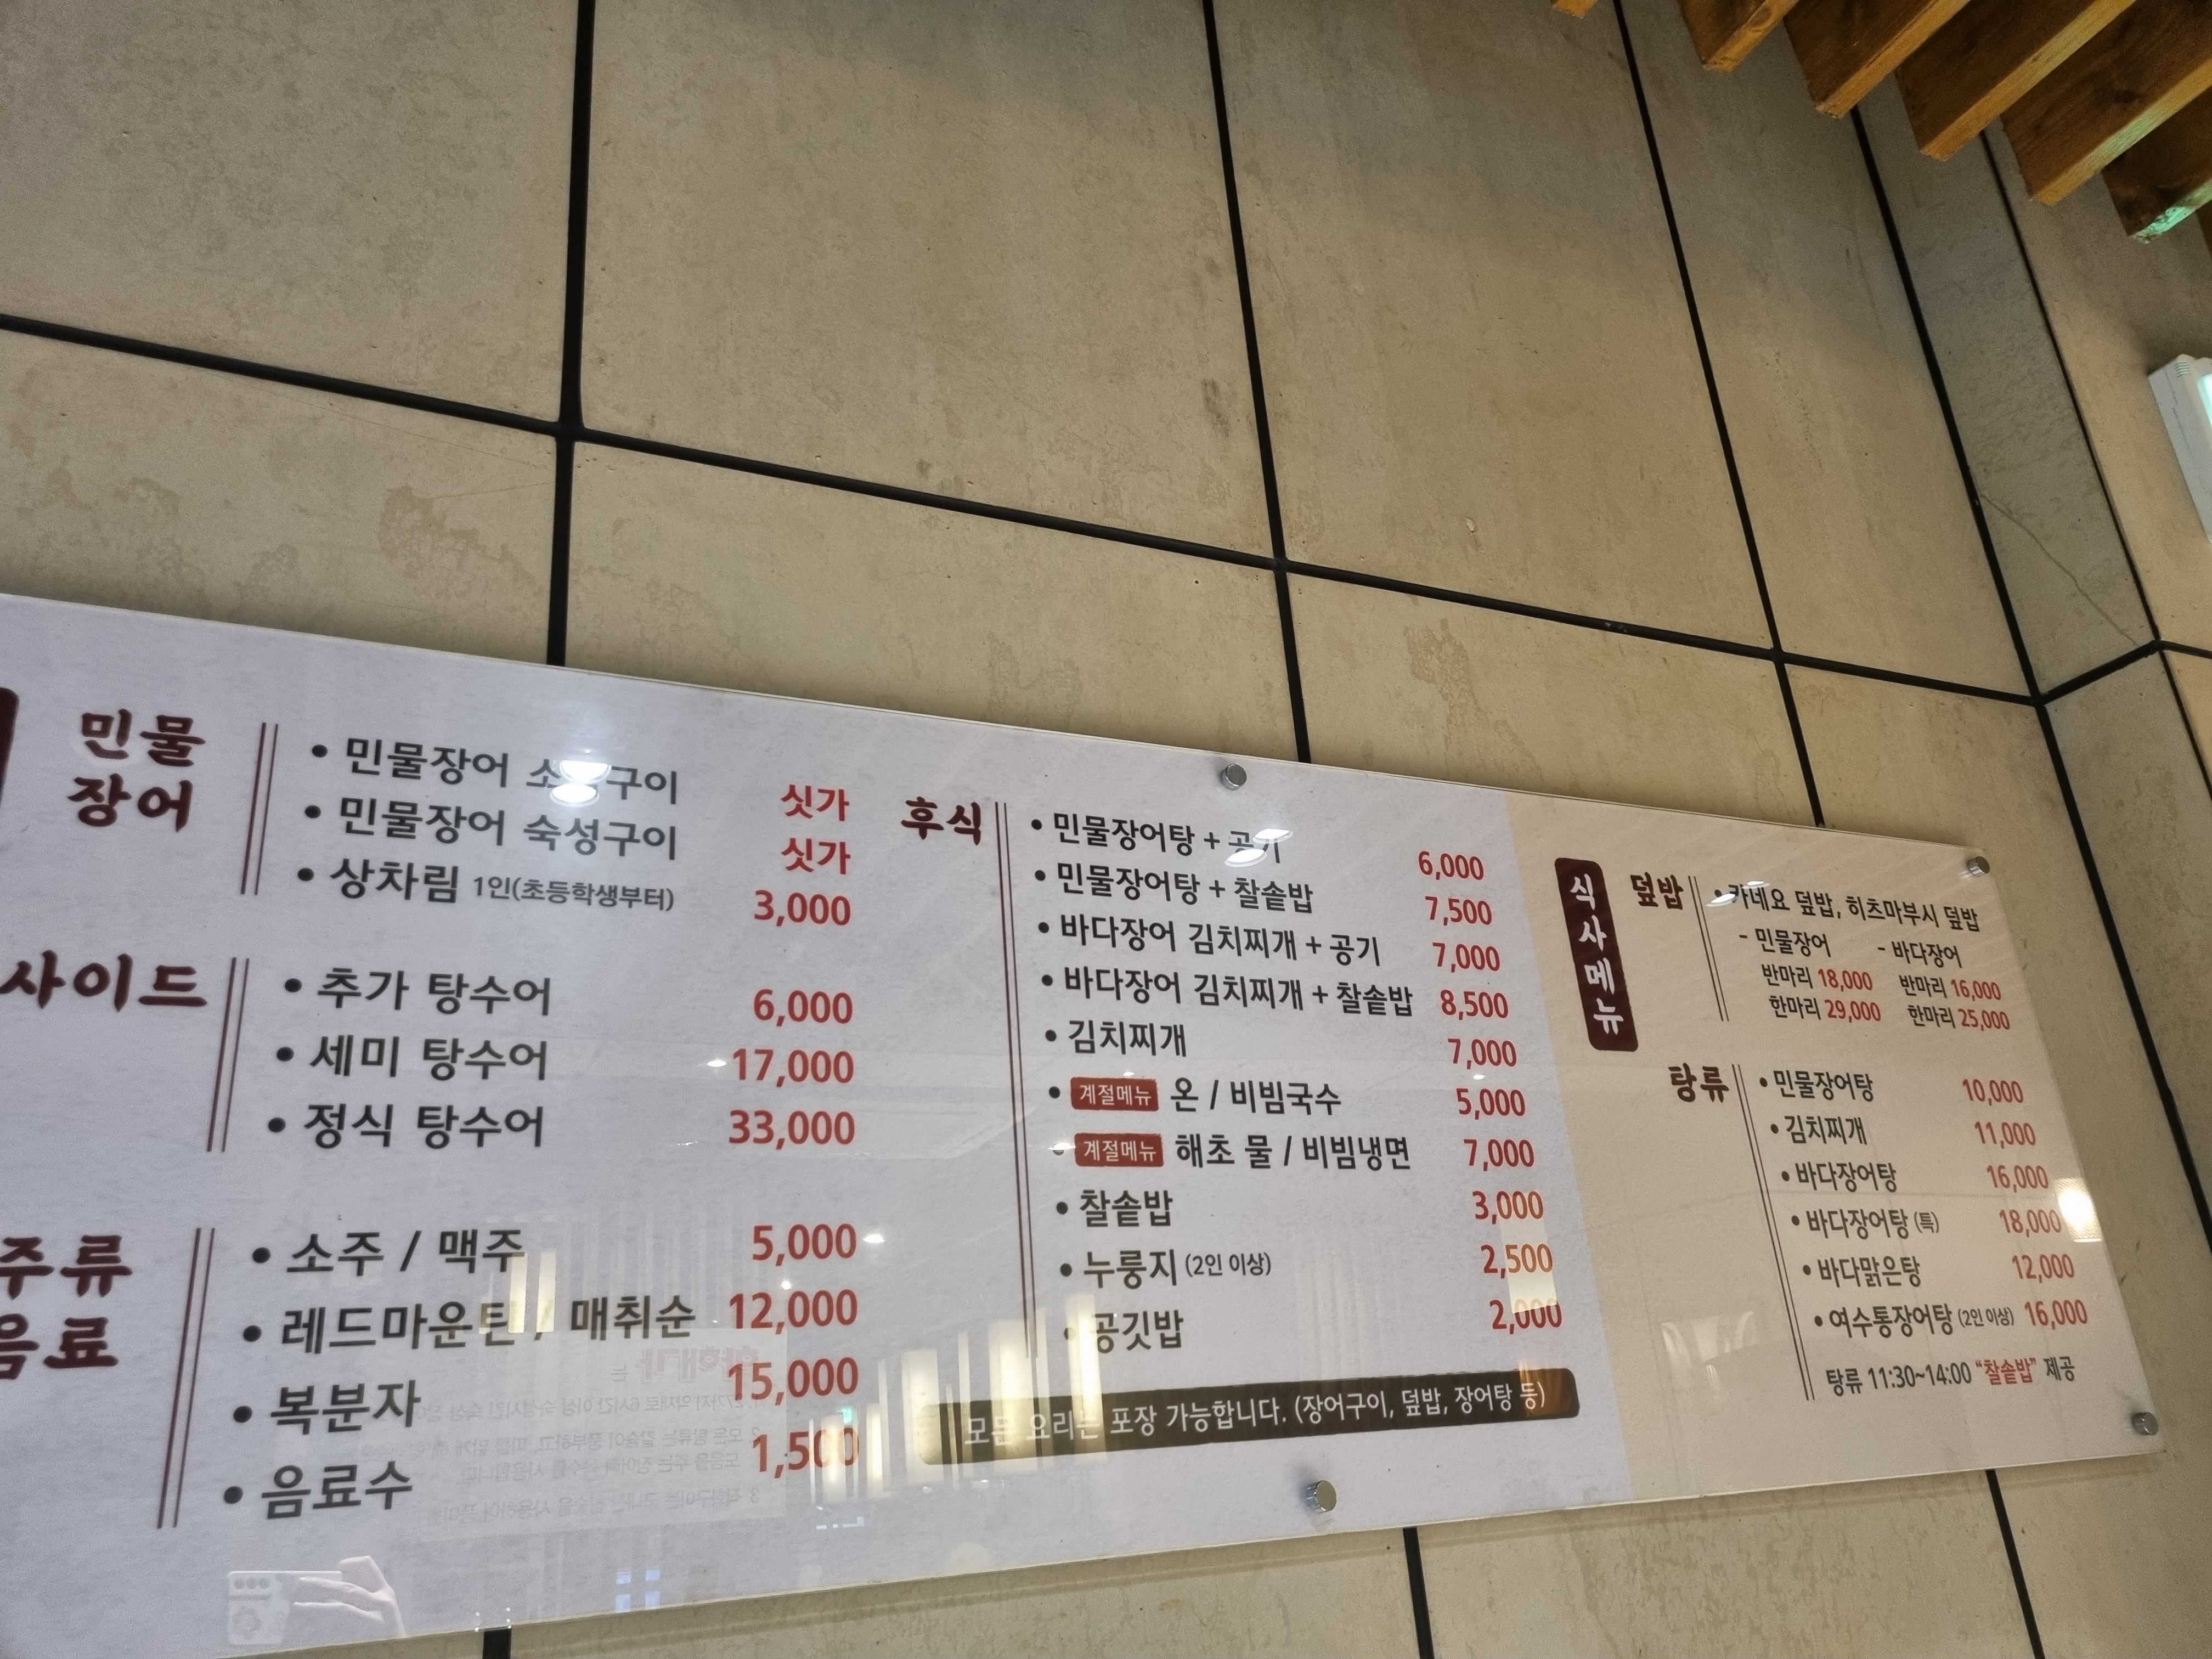 민물
장어
• 민물장어 소금구이 싯가
• 민물장어 숙성구이 싯가
• 상차림 1인(초등학생부터) 3,000
사이드
• 추가 탕수어 6,000
• 세미 탕수어 17,000
• 정식 탕수어 33,000
주류
음료
• 소주 / 맥주 5,000
• 레드마운틴 / 매취순 12,000
• 복분자 15,000
• 음료수 1,500
후식
• 민물장어탕 + 공기 6,000
• 민물장어탕 + 찰솥밥 7,500
• 바다장어 김치찌개 + 공기 7,000
• 바다장어 김치찌개 + 찰솥밥 8,500
• 김치찌개 7,000
• 계절메뉴 온 / 비빔국수 5,000
• 계절메뉴 해초 물 / 비빔냉면 7,000
• 찰솥밥 3,000
• 누룽지 (2인 이상) 2,500
• 공깃밥 2,000
모든 요리는 포장 가능합니다. (장어구이, 덮밥, 장어탕 등)
식사메뉴
덮밥
• 카네요 덮밥, 히츠마부시 덮밥
- 민물장어 - 바다장어
반마리 18,000 반마리 16,000
한마리 29,000 한마리 25,000
탕류
• 민물장어탕 10,000
• 김치찌개 11,000
• 바다장어탕 16,000
• 바다장어탕 (특) 18,000
• 바다맑은탕 12,000
• 여수통장어탕 (2인 이상) 16,000
탕류 11:30~14:00 "찰솥밥" 제공